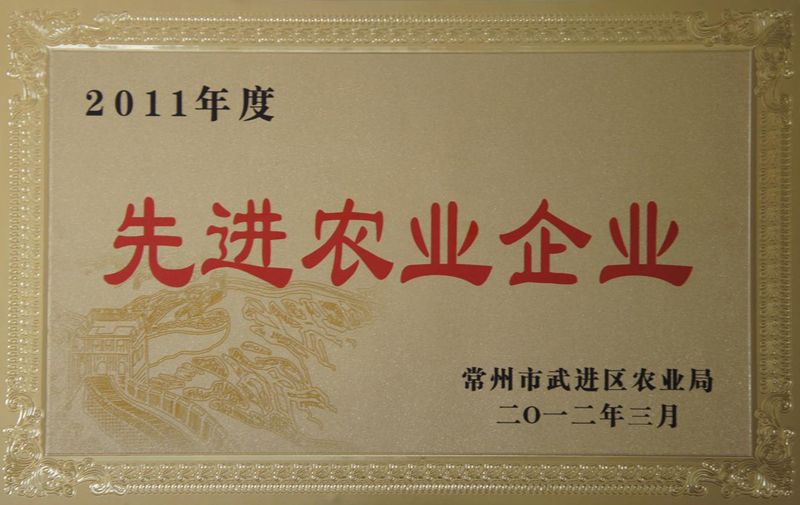 2011年度
先进农业企业
常州市武进区农业局
二〇一二年三月